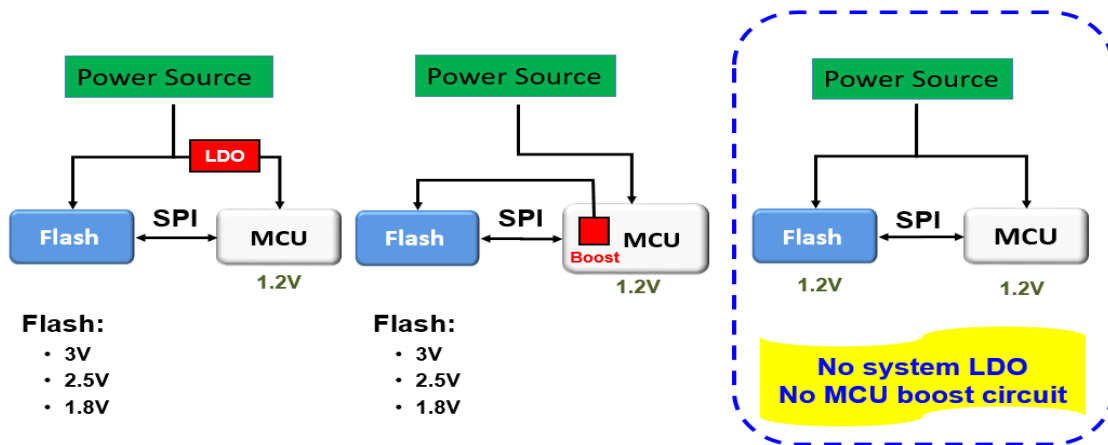 Power Source
LDO
Flash
SPI
MCU
1.2V
Flash:
• 3V
• 2.5V
• 1.8V
Power Source
Flash
SPI
MCU
Boost
1.2V
Flash:
• 3V
• 2.5V
• 1.8V
Power Source
Flash
SPI
MCU
1.2V
1.2V
No system LDO
No MCU boost circuit